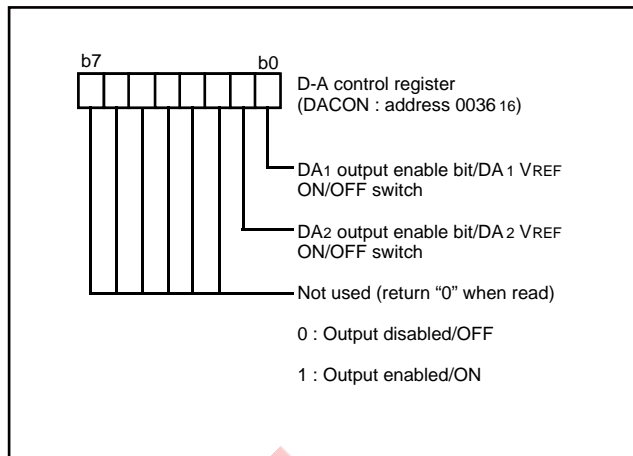 b7 b0
D-A control register
(DACON : address 0036 16)
DA1 output enable bit/DA 1 VREF
ON/OFF switch
DA2 output enable bit/DA 2 VREF
ON/OFF switch
Not used (return “0” when read)
0 : Output disabled/OFF
1 : Output enabled/ON